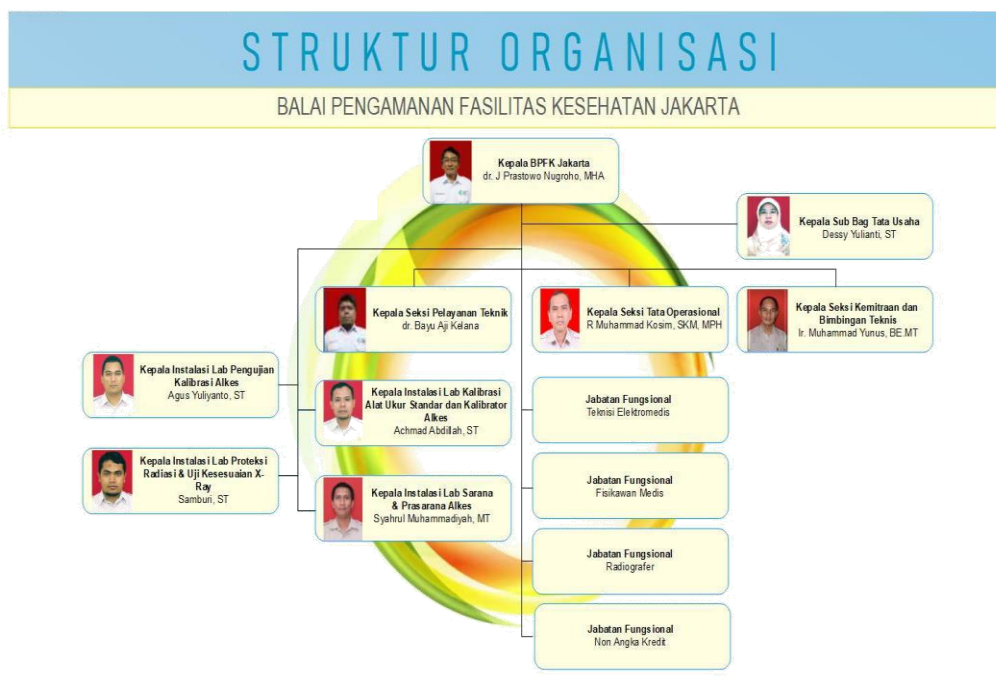 STRUKTUR ORGANISASI
BALAI PENGAMANAN FASILITAS KESEHATAN JAKARTA
Kepala BPFK Jakarta
dr. J Prastowo Nugroho, MHA
Kepala Sub Bag Tata Usaha
Dessy Yulianti, ST
Kepala Seksi Pelayanan Teknik
dr. Bayu Aji Kelana
Kepala Seksi Tata Operasional
R Muhammad Kosim, SKM, MPH
Kepala Seksi Kemitraan dan
Bimbingan Teknis
Ir. Muhammad Yunus, BE.MT
Kepala Instalasi Lab Pengujian
Kalibrasi Alkes
Agus Yuliyanto, ST
Kepala Instalasi Lab Kalibrasi
Alat Ukur Standar dan Kalibrator
Alkes
Achmad Abdillah, ST
Jabatan Fungsional
Teknisi Elektromedis
Kepala Instalasi Lab Proteksi
Radiasi & Uji Kesesuaian X-
Ray
Samburi, ST
Kepala Instalasi Lab Sarana
& Prasarana Alkes
Syahrul Muhammadiyah, MT
Jabatan Fungsional
Fisikawan Medis
Jabatan Fungsional
Radiografer
Jabatan Fungsional
Non Angka Kredit